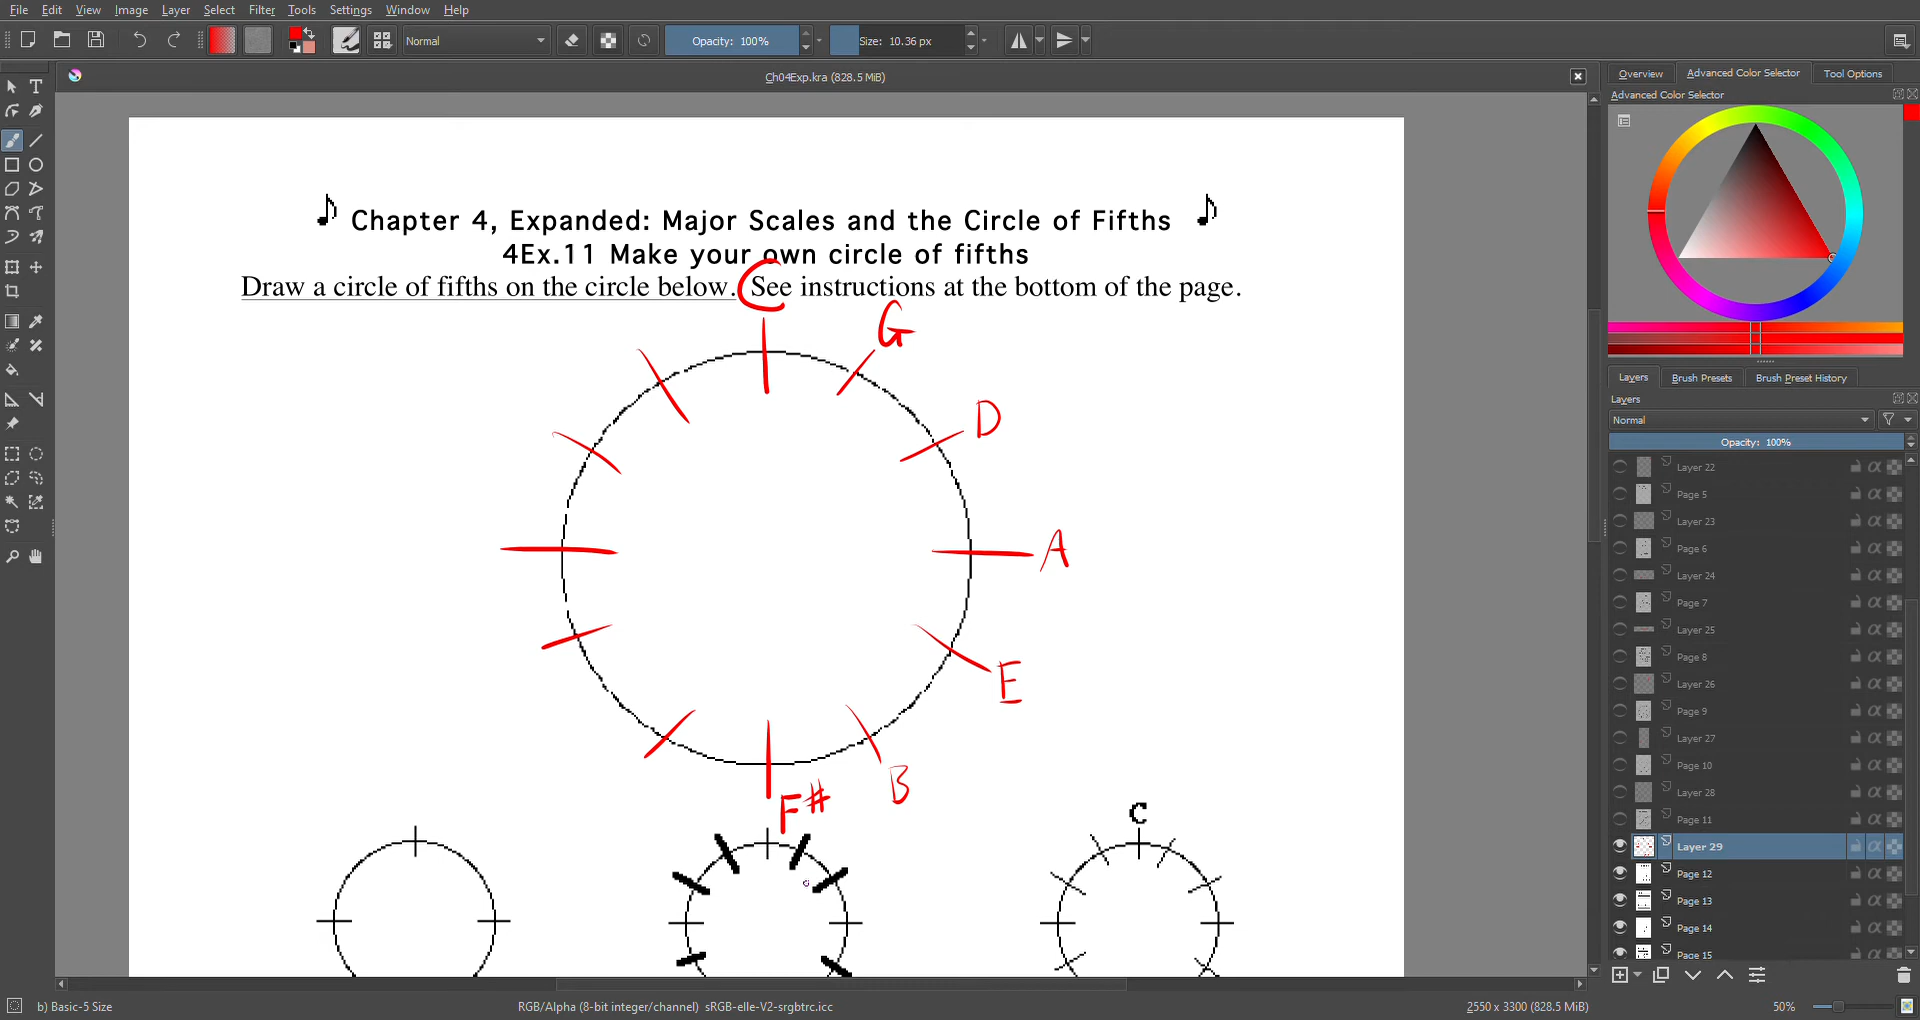 File Edit View Image Layer Select Filter Tools Settings Window Help
Normal Opacity: 100% Size: 10.36 px
Ch04Exp.kra (828.5 MiB)
Overview Advanced Color Selector Tool Options
Advanced Color Selector
Chapter 4, Expanded: Major Scales and the Circle of Fifths
4Ex.11 Make your own circle of fifths
Draw a circle of fifths on the circle below. See instructions at the bottom of the page.
C
G
D
A
E
B
F#
C
Layers Brush Presets Brush Preset History
Layers
Normal
Opacity: 100%
Layer 22
Page 5
Layer 23
Page 6
Layer 24
Page 7
Layer 25
Page 8
Layer 26
Page 9
Layer 27
Page 10
Layer 28
Page 11
Layer 29
Page 12
Page 13
Page 14
Page 15
b) Basic-5 Size RGB/Alpha (8-bit integer/channel) sRGB-elle-V2-srgbtrc.icc 2550 x 3300 (828.5 MiB) 50%